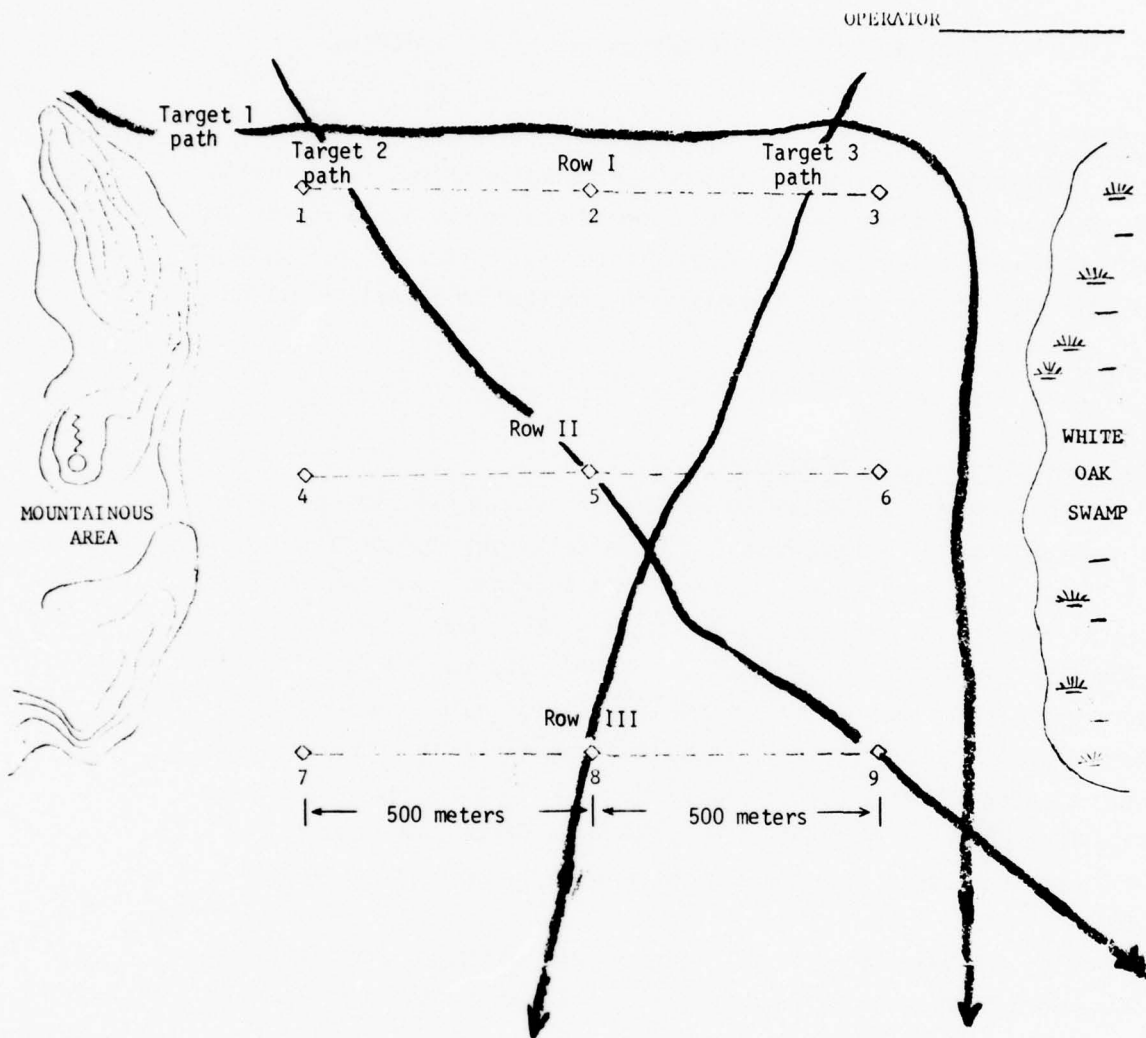 OPERATOR
Target 1
path
Target 2
path
Row I
Target 3
path
1
2
3
Row II
4
5
6
WHITE
OAK
SWAMP
MOUNTAINOUS
AREA
Row III
7
8
9
500 meters
500 meters